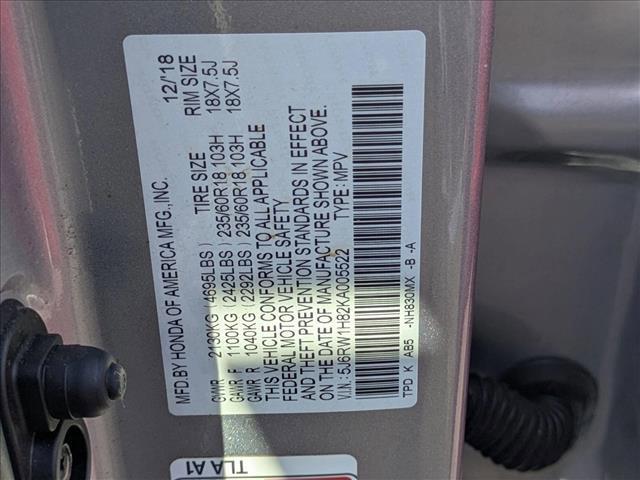 MFD.BY HONDA OF AMERICA MFG.,INC. 12/'18
TIRE SIZE RIM SIZE
GVWR 2130KG (4695LBS) 235/60R18 103H 18X7.5J
GAWR F 1100KG (2425LBS) 235/60R18 103H 18X7.5J
GAWR R 1040KG (2292LBS)
THIS VEHICLE CONFORMS TO ALL APPLICABLE
FEDERAL MOTOR VEHICLE SAFETY
AND THEFT PREVENTION STANDARDS IN EFFECT
ON THE DATE OF MANUFACTURE SHOWN ABOVE.
V.I.N.: 5J6RW1H82KA005522 TYPE: MPV
TPD K AB5 -NH830MX -B -A
TLA A1